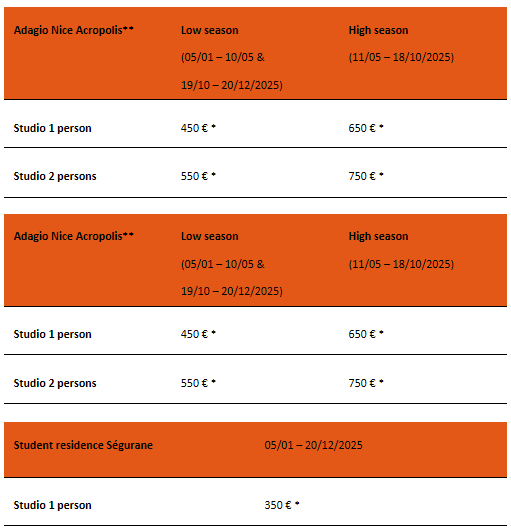 Adagio Nice Acropolis** Low season High season
(05/01 – 10/05 & (11/05 – 18/10/2025)
19/10 – 20/12/2025)
Studio 1 person 450 € * 650 € *
Studio 2 persons 550 € * 750 € *
Adagio Nice Acropolis** Low season High season
(05/01 – 10/05 & (11/05 – 18/10/2025)
19/10 – 20/12/2025)
Studio 1 person 450 € * 650 € *
Studio 2 persons 550 € * 750 € *
Student residence Ségurane 05/01 – 20/12/2025
Studio 1 person 350 € *